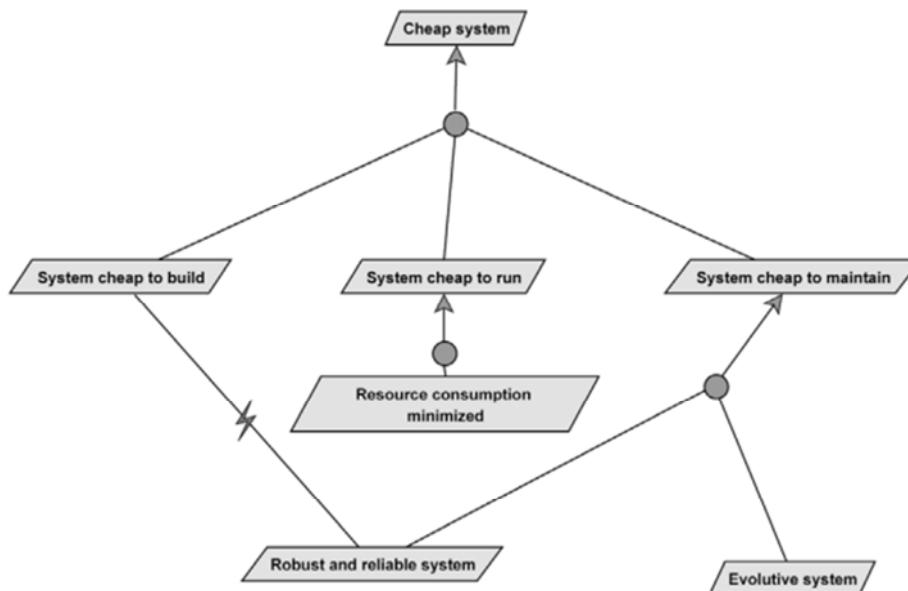 Cheap system
System cheap to build
System cheap to run
System cheap to maintain
Resource consumption
minimized
Robust and reliable system
Evolutive system